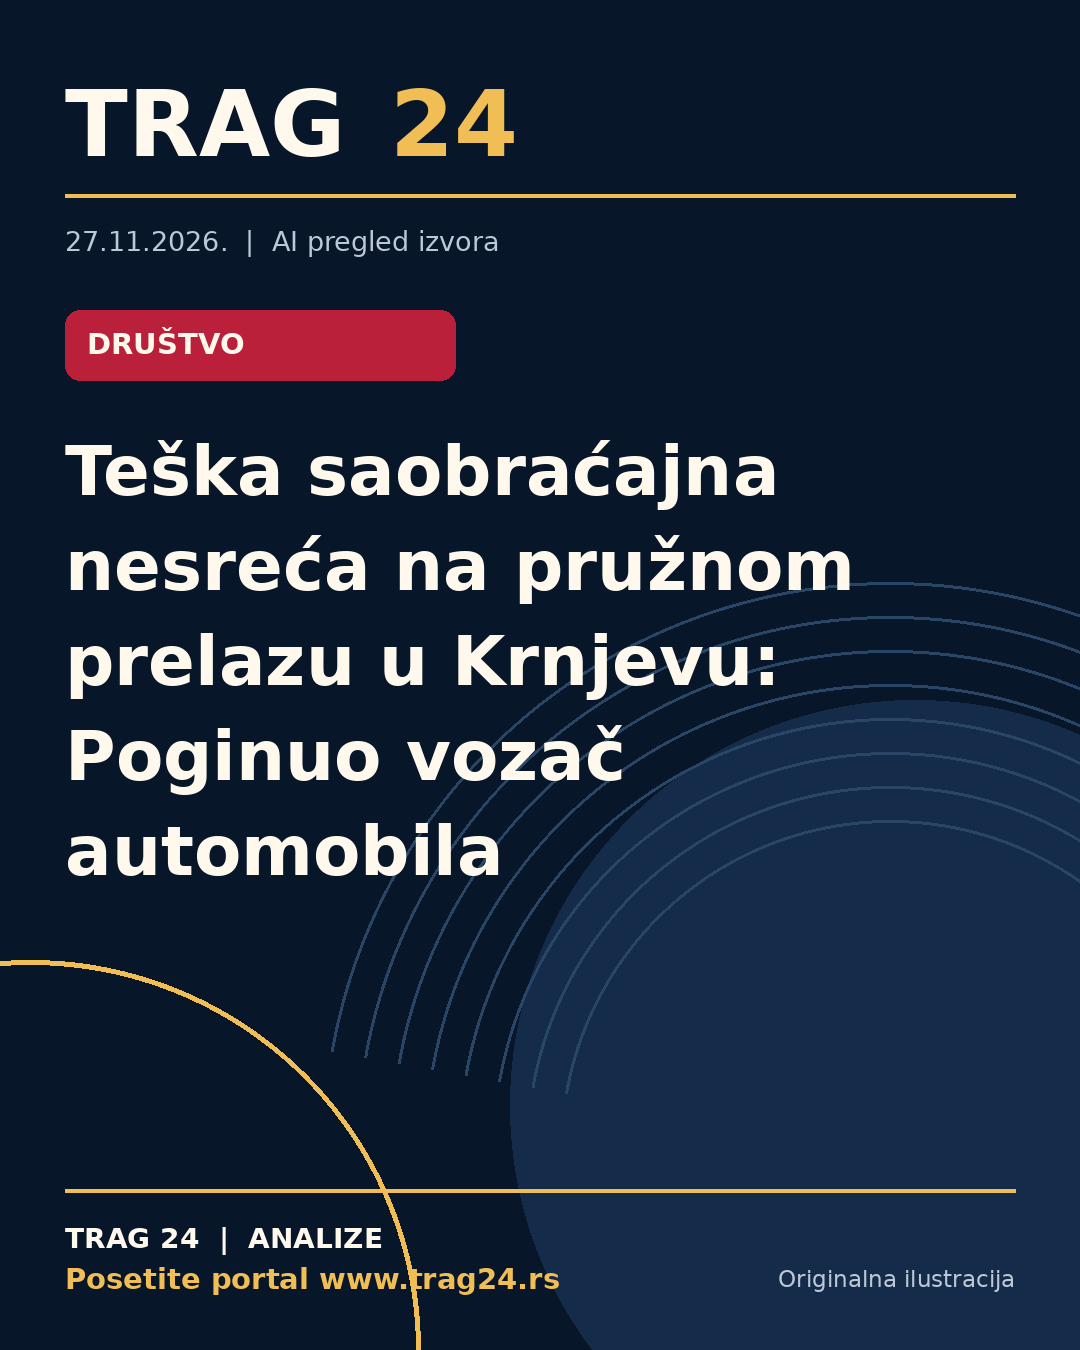 TRAG 24
27.11.2026. | AI pregled izvora
DRUŠTVO
Teška saobraćajna
nesreća na pružnom
prelazu u Krnjevu:
Poginuo vozač
automobila
TRAG 24 | ANALIZE
Posetite portal www.trag24.rs
Originalna ilustracija